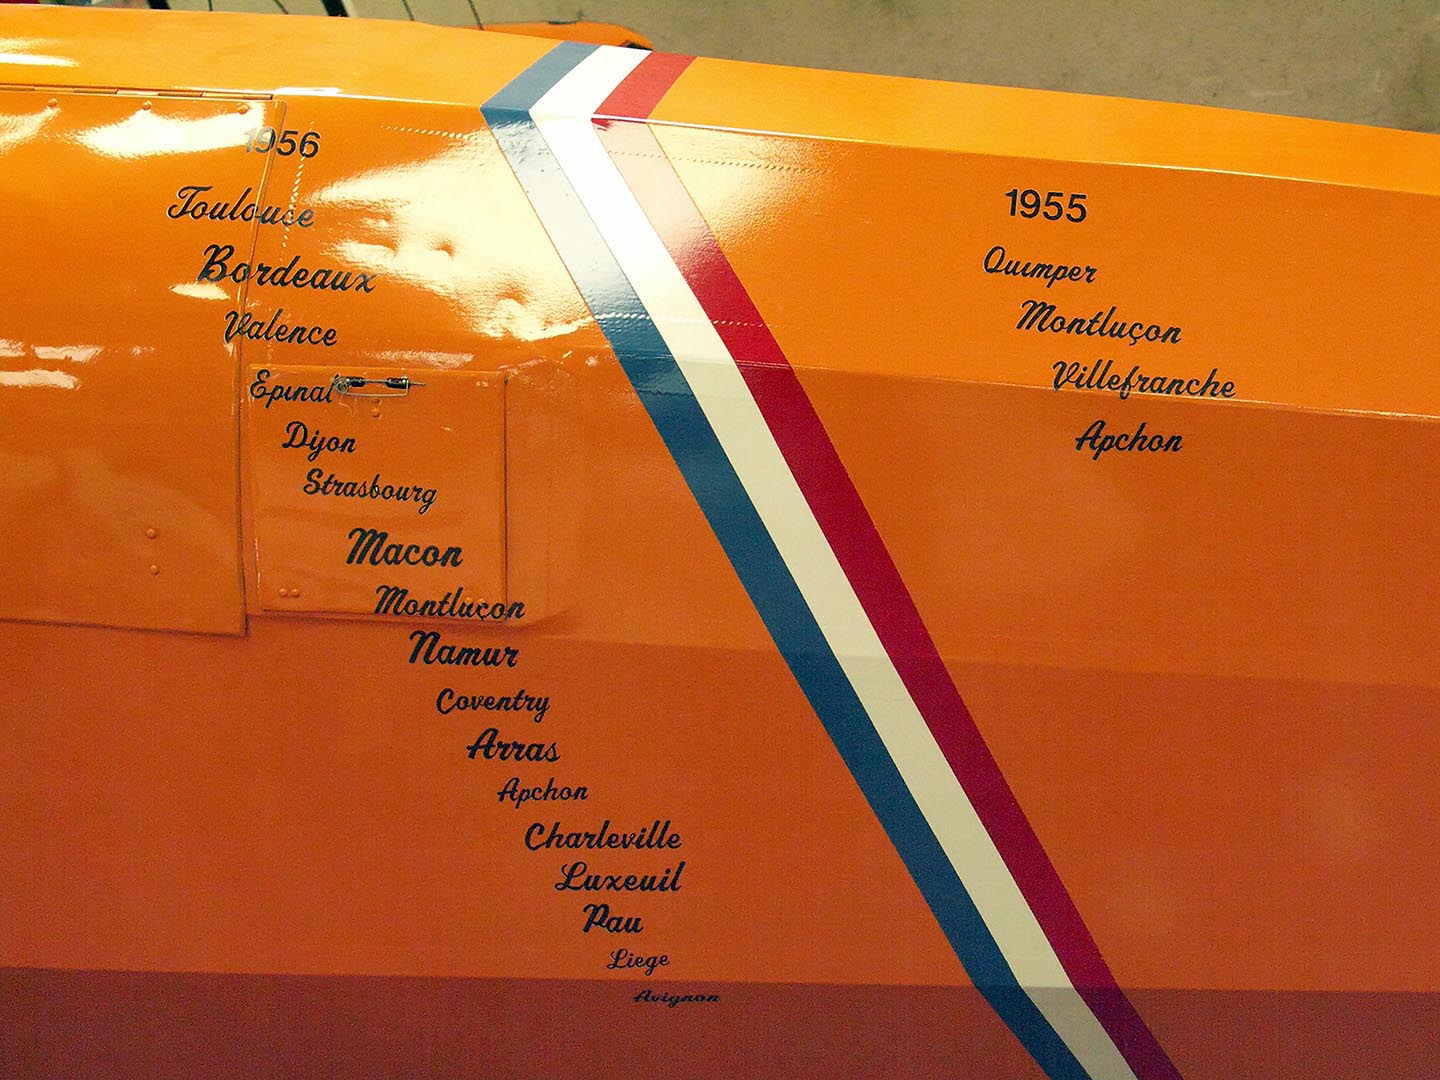 1956
Toulouse
Bordeaux
Valence
Epinal
Dijon
Strasbourg
Macon
Montluçon
Namur
Coventry
Arras
Apchon
Charleville
Luxeuil
Pau
Liege
Avignon
1955
Quimper
Montluçon
Villefranche
Apchon